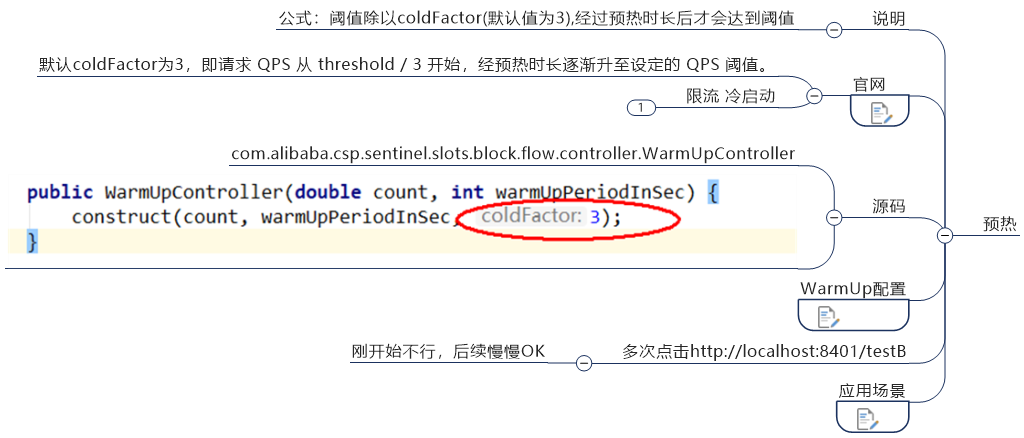 公式：阈值除以coldFactor(默认值为3),经过预热时长后才会达到阈值
说明
默认coldFactor为3，即请求 QPS 从 threshold / 3 开始，经预热时长逐渐升至设定的 QPS 阈值。
官网
限流 冷启动
1
com.alibaba.csp.sentinel.slots.block.flow.controller.WarmUpController
public WarmUpController(double count, int warmUpPeriodInSec) {
construct(count, warmUpPeriodInSec, coldFactor: 3);
}
源码
预热
WarmUp配置
刚开始不行，后续慢慢OK
多次点击http://localhost:8401/testB
应用场景